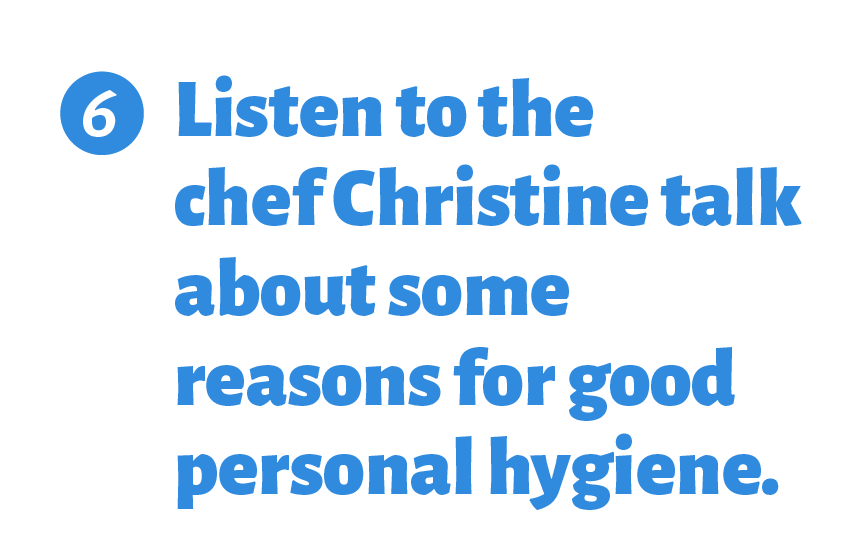 6 Listen to the
chef Christine talk
about some
reasons for good
personal hygiene.